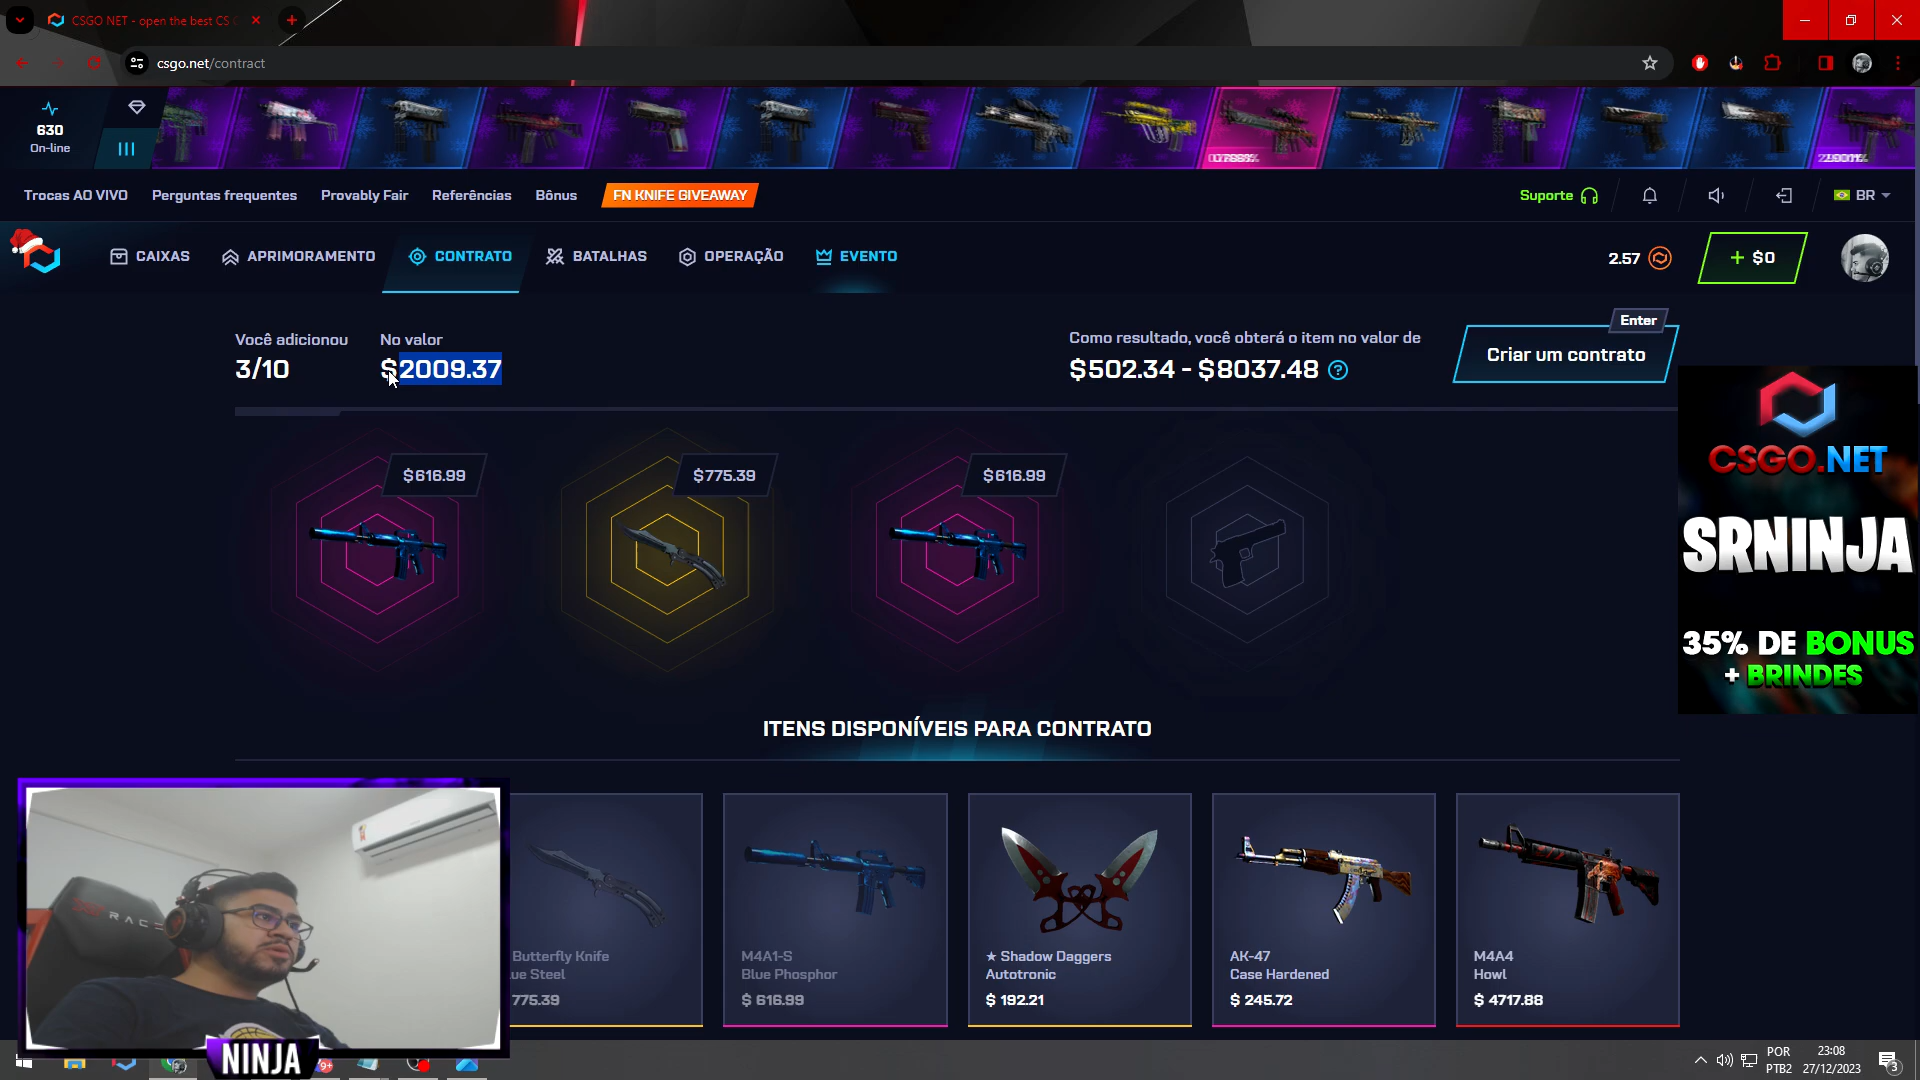 CSGO NET - open the best CS
csgo.net/contract
630
On-line
Trocas AO VIVO
Perguntas frequentes
Provably Fair
Referências
Bônus
FN KNIFE GIVEAWAY
Suporte
BR
CAIXAS
APRIMORAMENTO
CONTRATO
BATALHAS
OPERAÇÃO
EVENTO
2.57
+ $0
Você adicionou
3/10
No valor
$2009.37
Como resultado, você obterá o item no valor de
$502.34 - $8037.48 ?
Enter
Criar um contrato
$616.99
$775.39
$616.99
CSGO.NET
SRNINJA
35% DE BONUS
+ BRINDES
ITENS DISPONÍVEIS PARA CONTRATO
Butterfly Knife
ue Steel
775.39
M4A1-S
Blue Phosphor
$ 616.99
★ Shadow Daggers
Autotronic
$ 192.21
AK-47
Case Hardened
$ 245.72
M4A4
Howl
$ 4717.88
NINJA
9+
POR
PTB2
23:08
27/12/2023
3